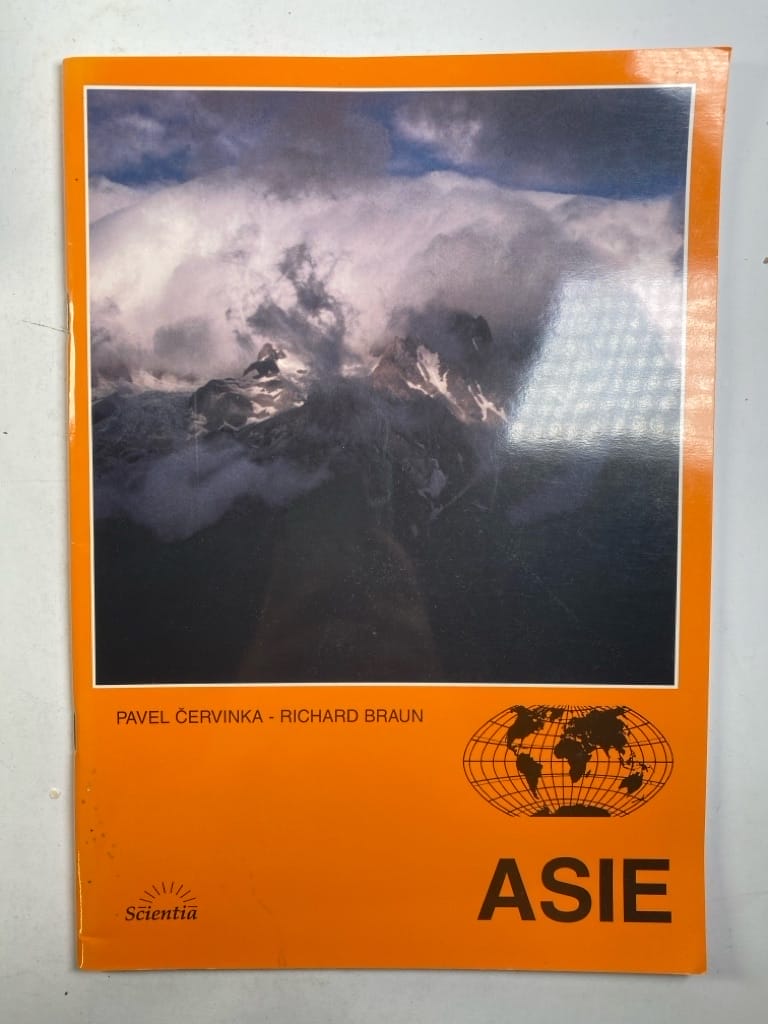 PAVEL ČERVINKA - RICHARD BRAUN
Scientia
ASIE